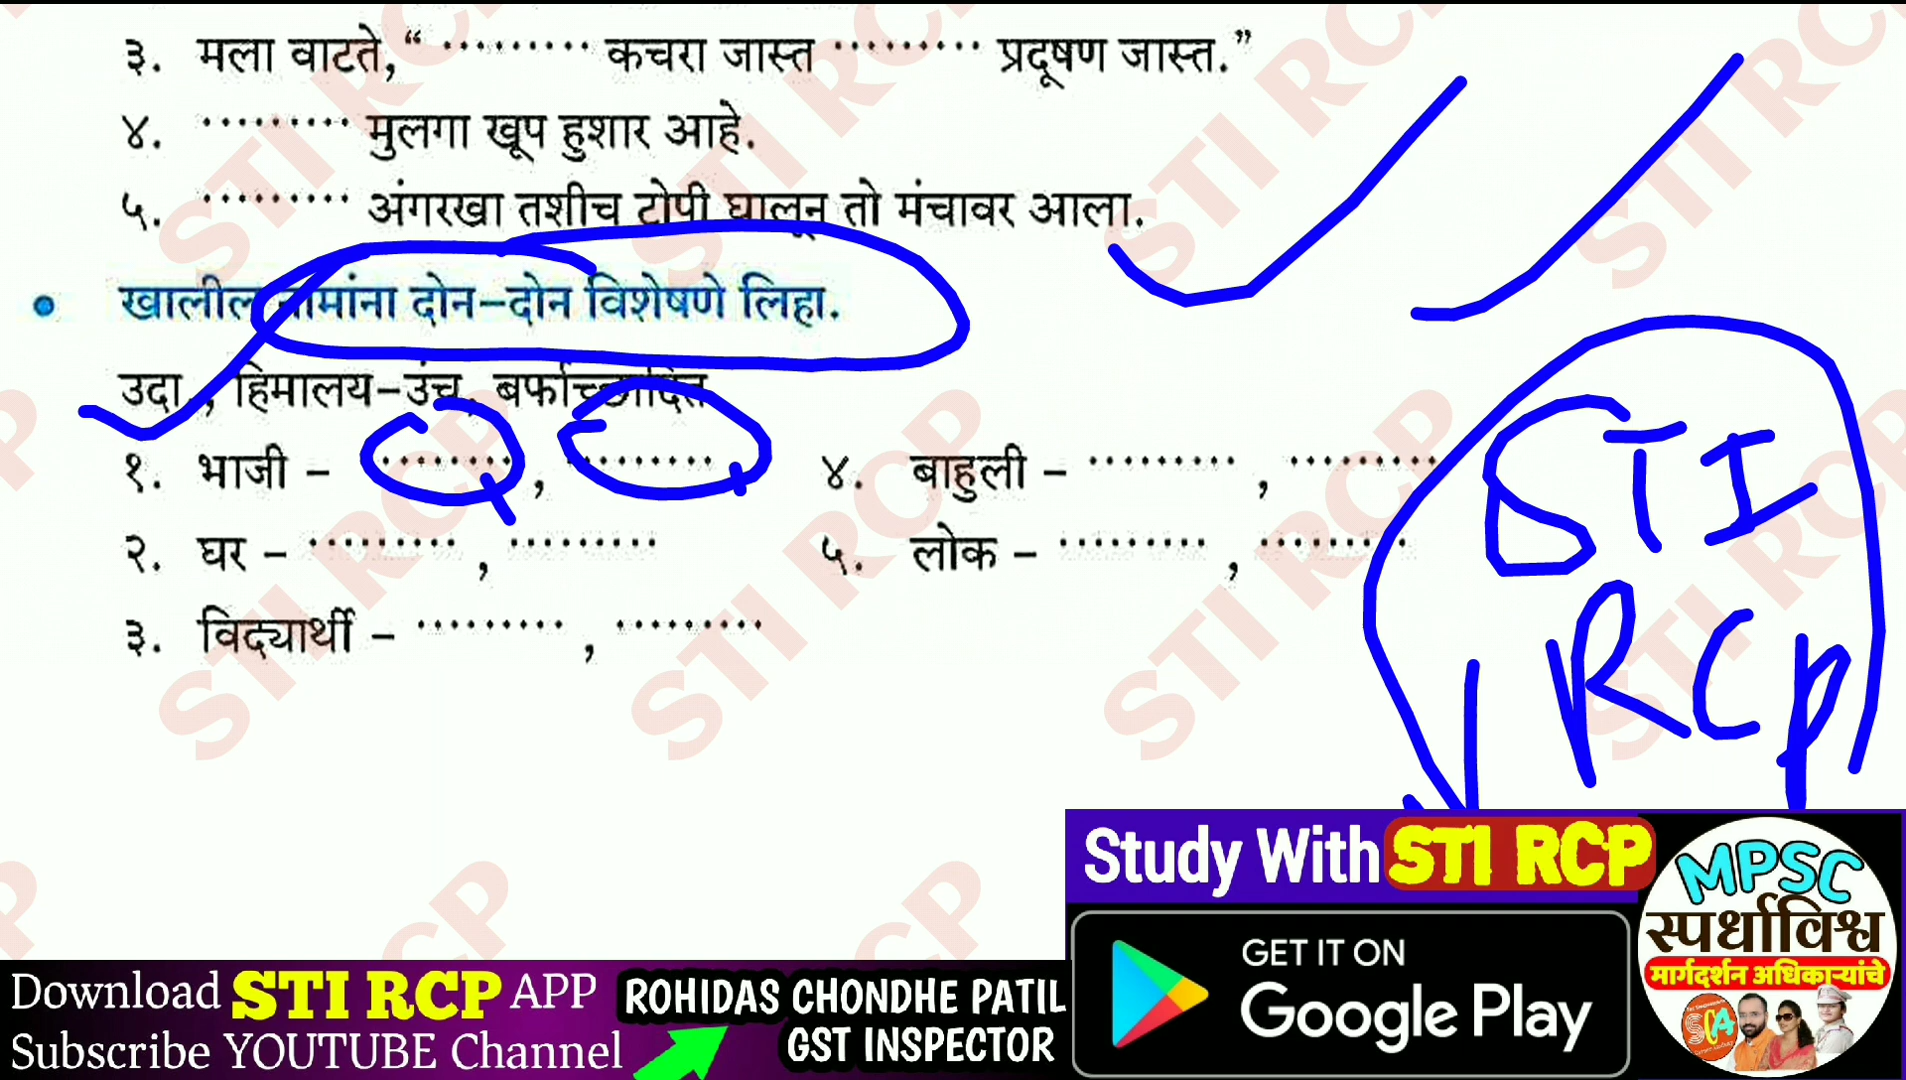 ३. मला वाटते, “ ········· कचरा जास्त ········· प्रदूषण जास्त.”
४. ········· मुलगा खूप हुशार आहे.
५. ········· अंगरखा तशीच टोपी घालून तो मंचावर आला.
• खालील नामांना दोन–दोन विशेषणे लिहा.
उदा., हिमालय–उंच, बर्फाच्छादित
१. भाजी – ········· , ·········
२. घर – ········· , ·········
३. विद्यार्थी – ········· , ·········
४. बाहुली – ········· , ·········
५. लोक – ········· , ·········
STI
RCP
Study With STI RCP
GET IT ON
Google Play
MPSC
स्पर्धाविश्व
मार्गदर्शन अधिकाऱ्यांचे
Download STI RCP APP
Subscribe YOUTUBE Channel
ROHIDAS CHONDHE PATIL
GST INSPECTOR